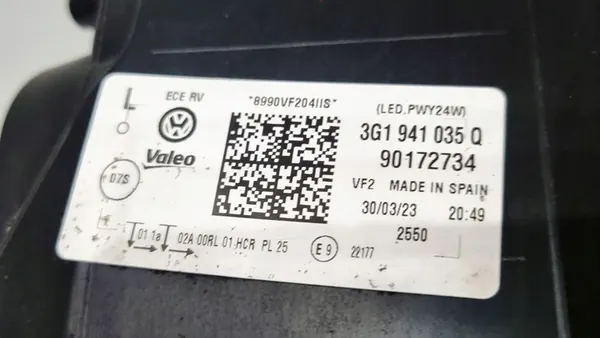 L
ECE RV
*8990VF204IIS*
(LED.PWY24W)
VW
Valeo
3G1 941 035 Q
90172734
07S
VF2 MADE IN SPAIN
30/03/23 20:49
2550
01 1a 02A 00RL 01 HCR PL 25
E9
22177